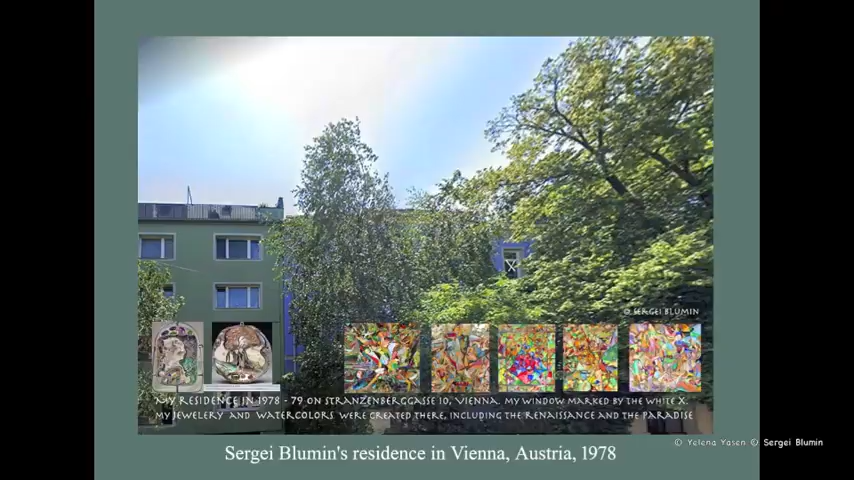 X
© SERGEI BLUMIN
MY RESIDENCE IN 1978 - 79 ON STRANZENBERGGASSE 10, VIENNA. MY WINDOW MARKED BY THE WHITE X.
MY JEWELERY AND WATERCOLORS WERE CREATED THERE, INCLUDING THE RENAISSANCE AND THE PARADISE
© Yelena Yasen © Sergei Blumin
Sergei Blumin's residence in Vienna, Austria, 1978